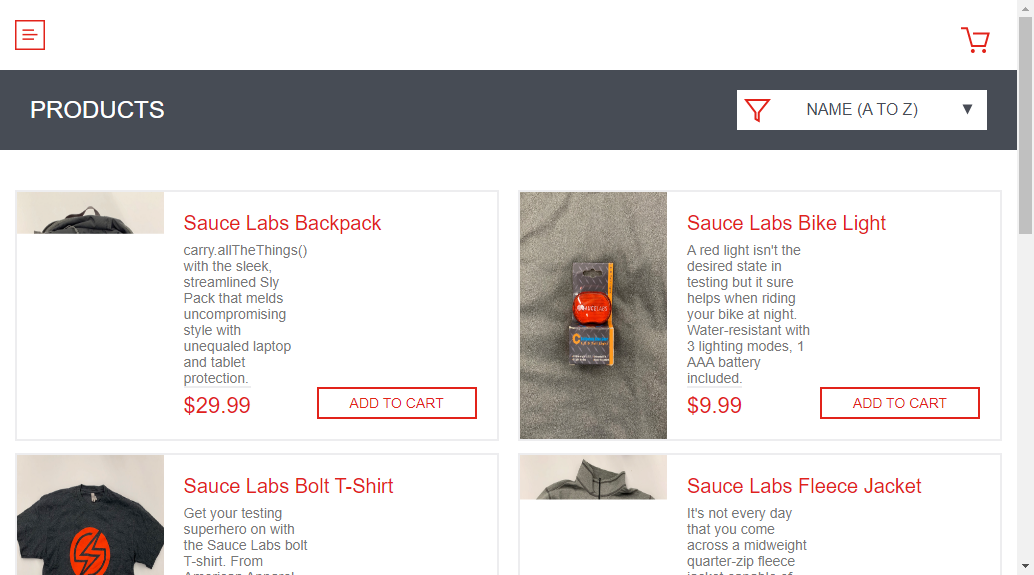 PRODUCTS
NAME (A TO Z)
Sauce Labs Backpack
carry.allTheThings()
with the sleek,
streamlined Sly
Pack that melds
uncompromising
style with
unequaled laptop
and tablet
protection.
$29.99
ADD TO CART
Sauce Labs Bike Light
A red light isn't the
desired state in
testing but it sure
helps when riding
your bike at night.
Water-resistant with
3 lighting modes, 1
AAA battery
included.
$9.99
ADD TO CART
Sauce Labs Bolt T-Shirt
Get your testing
superhero on with
the Sauce Labs bolt
T-shirt. From
American Apparel,
Sauce Labs Fleece Jacket
It's not every day
that you come
across a midweight
quarter-zip fleece
jacket capable of